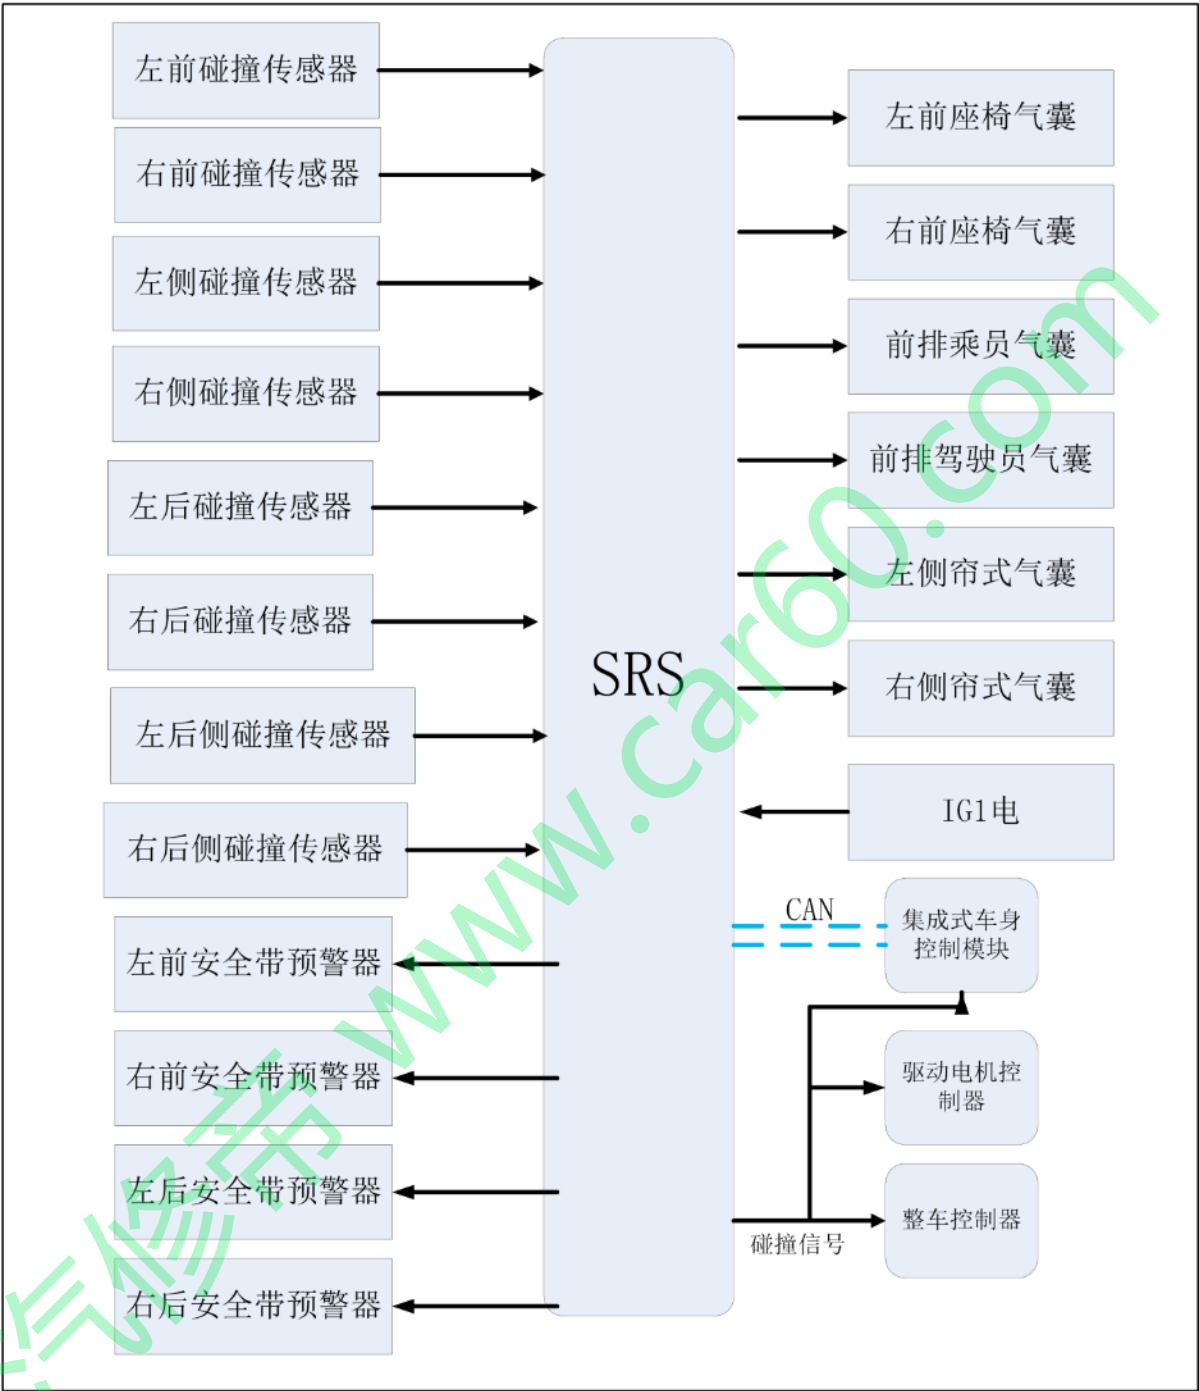 左前碰撞传感器
右前碰撞传感器
左侧碰撞传感器
右侧碰撞传感器
左后碰撞传感器
右后碰撞传感器
左后侧碰撞传感器
右后侧碰撞传感器
左前安全带预警器
右前安全带预警器
左后安全带预警器
右后安全带预警器
SRS
左前座椅气囊
右前座椅气囊
前排乘员气囊
前排驾驶员气囊
左侧帘式气囊
右侧帘式气囊
IG1电
CAN
集成式车身
控制模块
驱动电机控
制器
整车控制器
碰撞信号
汽修帝 www.car60.com